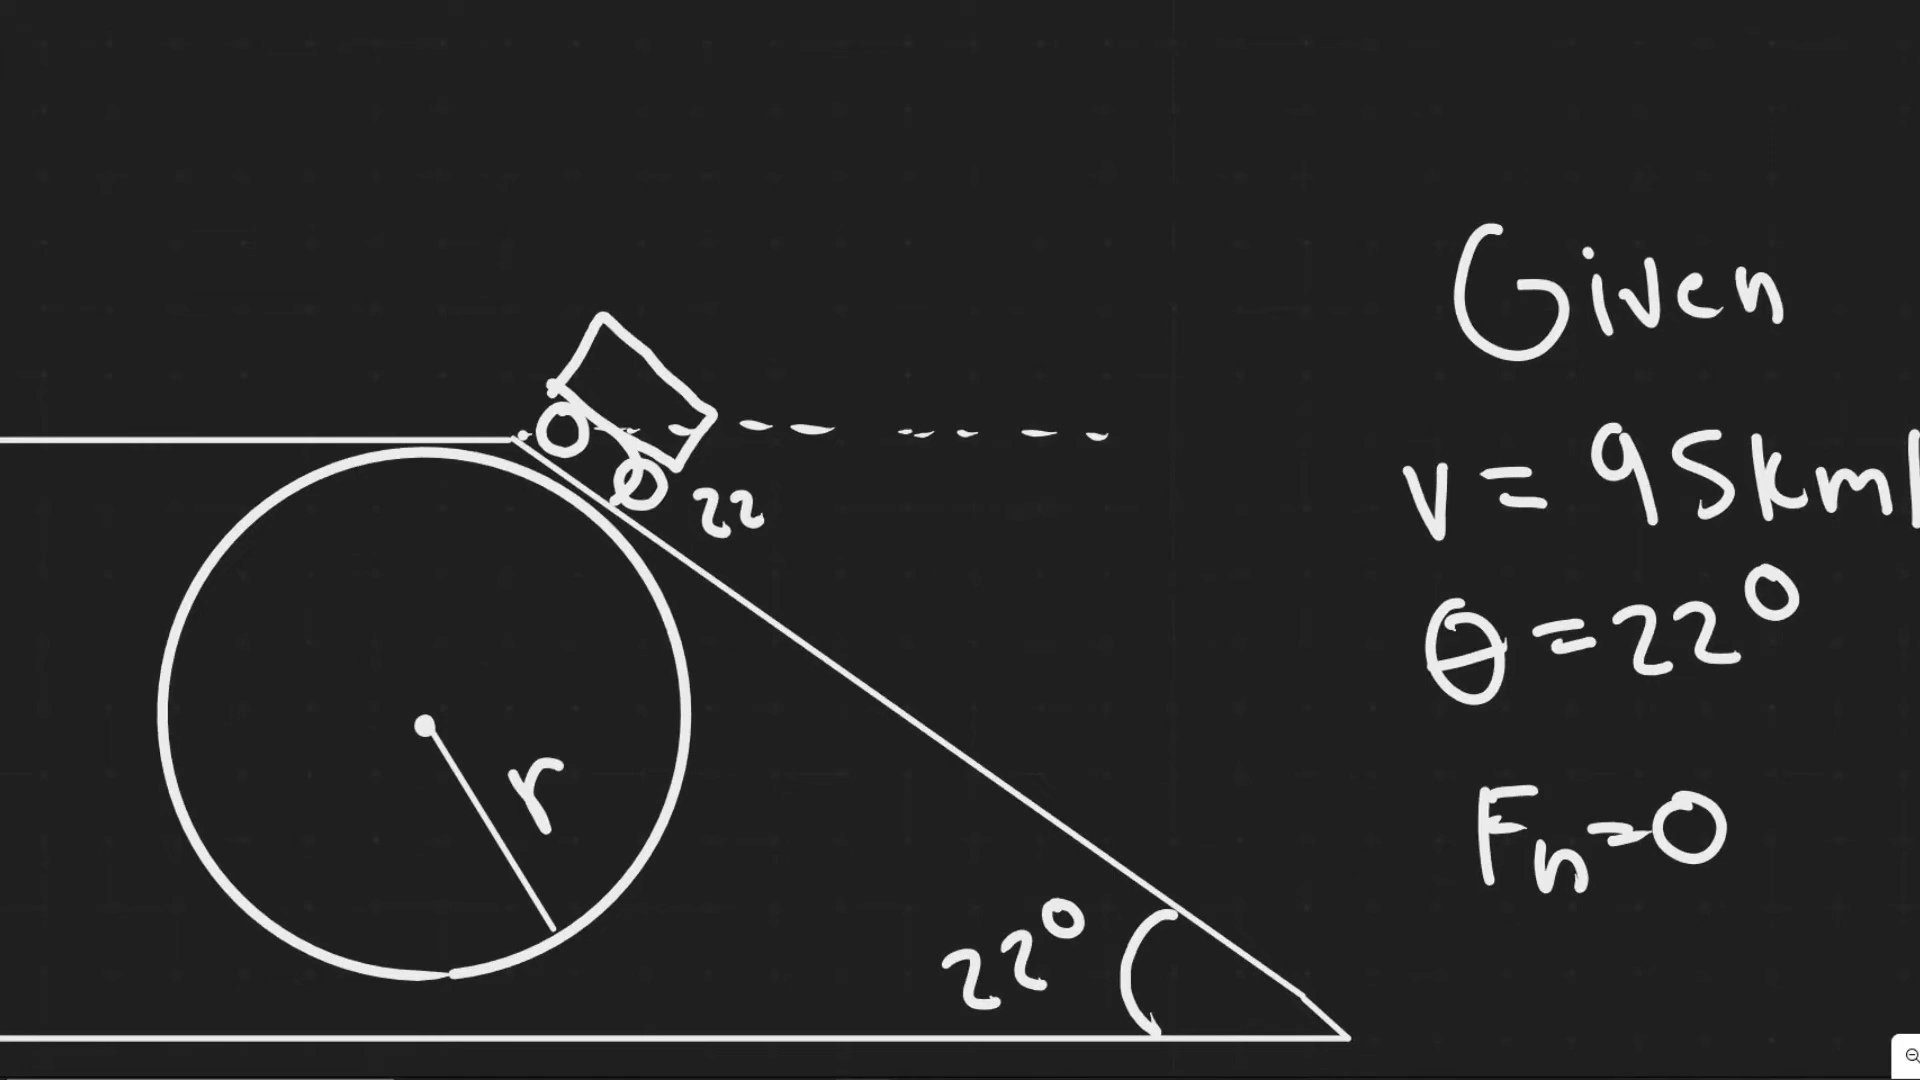 Given
v = 95km
θ = 22°
Fn = 0
22
r
22°